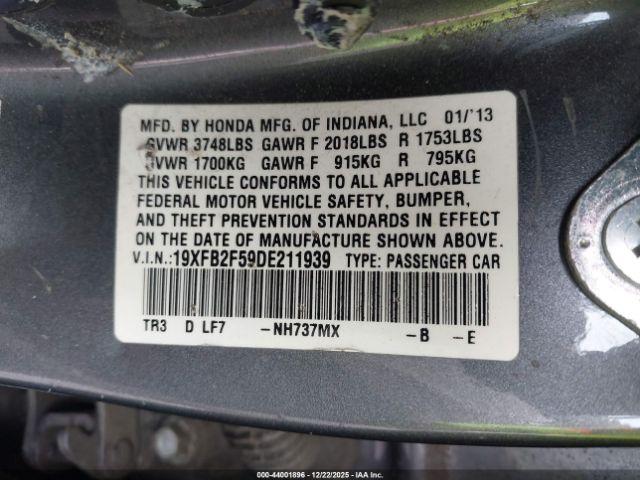 MFD. BY HONDA MFG. OF INDIANA, LLC 01/'13
GVWR 3748LBS GAWR F 2018LBS R 1753LBS
GVWR 1700KG GAWR F 915KG R 795KG
THIS VEHICLE CONFORMS TO ALL APPLICABLE
FEDERAL MOTOR VEHICLE SAFETY, BUMPER,
AND THEFT PREVENTION STANDARDS IN EFFECT
ON THE DATE OF MANUFACTURE SHOWN ABOVE.
V.I.N.:19XFB2F59DE211939 TYPE: PASSENGER CAR
TR3 D LF7 -NH737MX -B -E
000-44001896 - 12/22/2025 - IAA Inc.